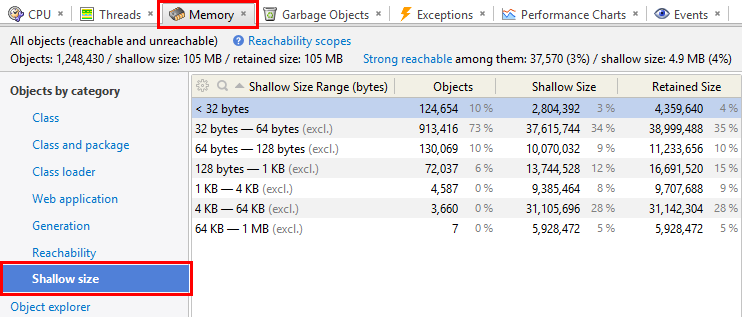 CPU × Threads × Memory × Garbage Objects × Exceptions × Performance Charts × Events ×
All objects (reachable and unreachable) Reachability scopes
Objects: 1,248,430 / shallow size: 105 MB / retained size: 105 MB Strong reachable among them: 37,570 (3%) / shallow size: 4.9 MB (4%)
Objects by category
Class
Class and package
Class loader
Web application
Generation
Reachability
Shallow size
Object explorer
Shallow Size Range (bytes) Objects Shallow Size Retained Size
< 32 bytes 124,654 10 % 2,804,392 3 % 4,359,640 4 %
32 bytes — 64 bytes (excl.) 913,416 73 % 37,615,744 34 % 38,999,488 35 %
64 bytes — 128 bytes (excl.) 130,069 10 % 10,070,032 9 % 11,233,656 10 %
128 bytes — 1 KB (excl.) 72,037 6 % 13,744,528 12 % 16,691,520 15 %
1 KB — 4 KB (excl.) 4,587 0 % 9,385,464 8 % 9,707,688 9 %
4 KB — 64 KB (excl.) 3,660 0 % 31,105,696 28 % 31,142,304 28 %
64 KB — 1 MB (excl.) 7 0 % 5,928,472 5 % 5,928,472 5 %